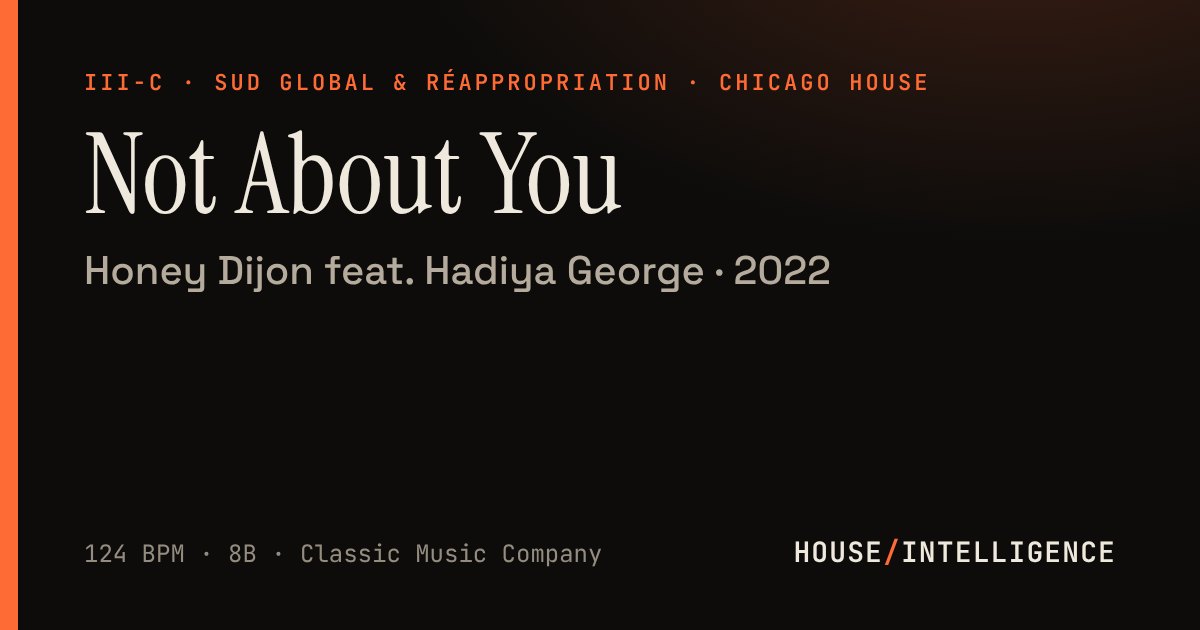 III-C · SUD GLOBAL & RÉAPPROPRIATION · CHICAGO HOUSE
Not About You
Honey Dijon feat. Hadiya George · 2022
124 BPM · 8B · Classic Music Company
HOUSE/INTELLIGENCE